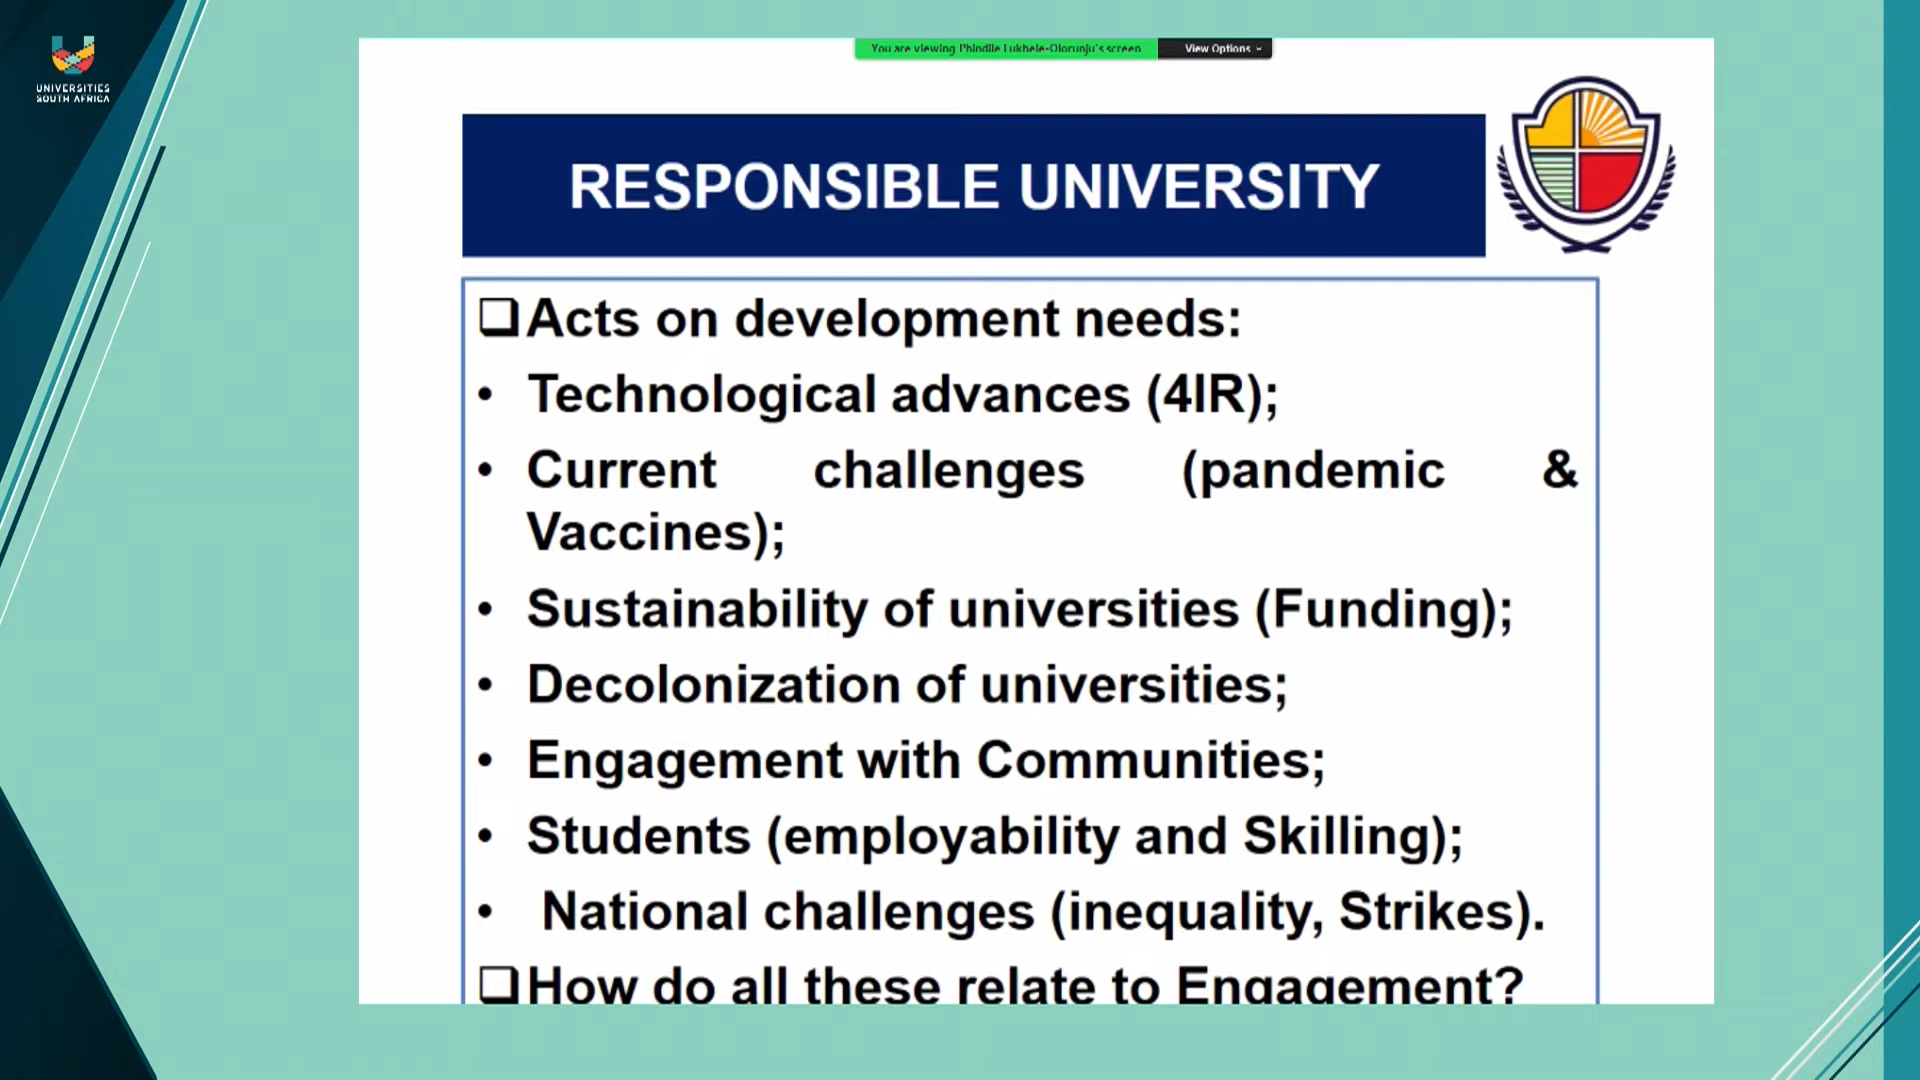 UNIVERSITIES
SOUTH AFRICA
You are viewing Phindile Lukhele-Olorunju's screen
View Options
RESPONSIBLE UNIVERSITY
Acts on development needs:
• Technological advances (4IR);
• Current challenges (pandemic &
Vaccines);
• Sustainability of universities (Funding);
• Decolonization of universities;
• Engagement with Communities;
• Students (employability and Skilling);
• National challenges (inequality, Strikes).
How do all these relate to Engagement?